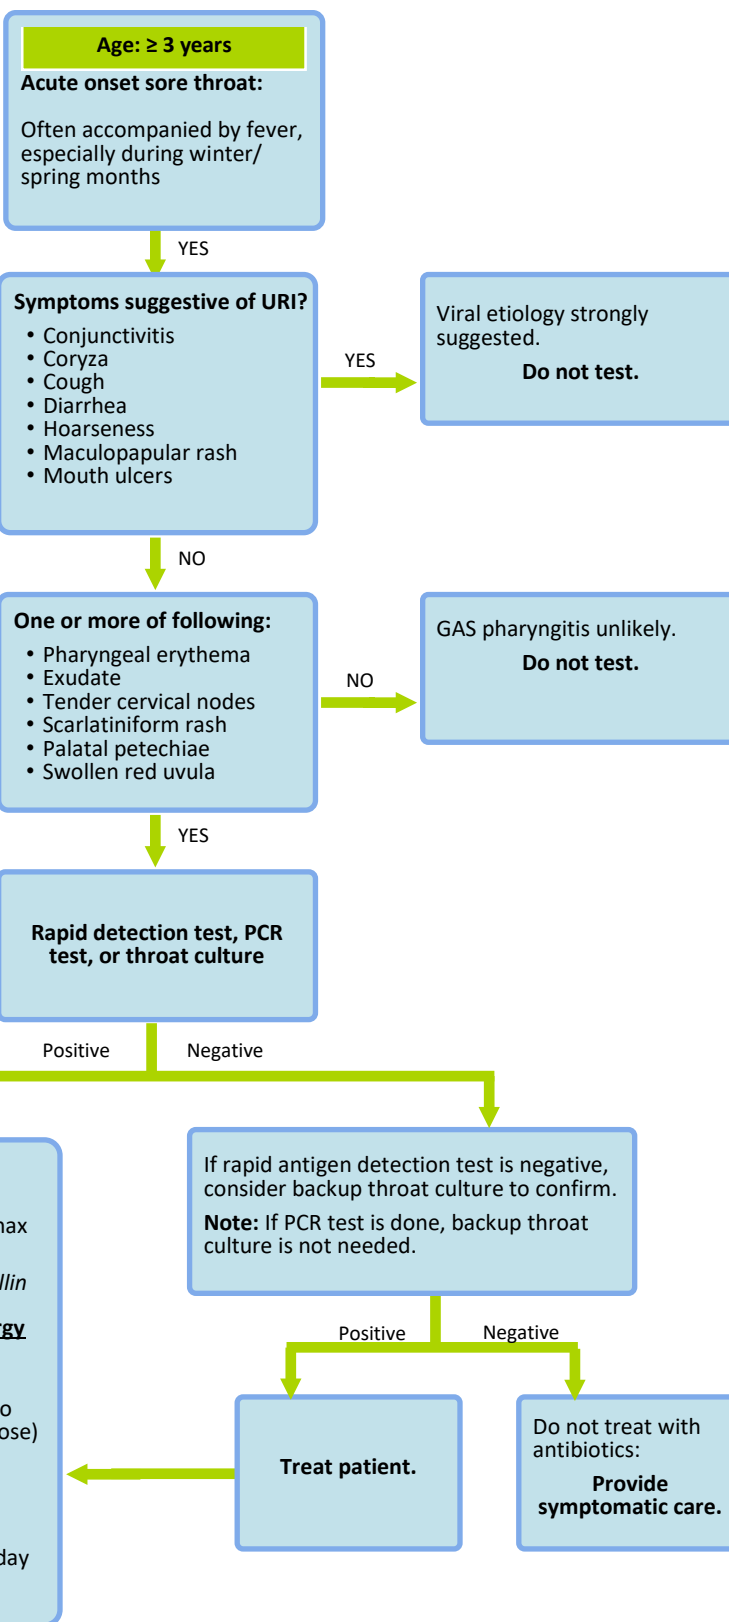 Age: ≥ 3 years
Acute onset sore throat:
Often accompanied by fever,
especially during winter/
spring months
YES
Symptoms suggestive of URI?
• Conjunctivitis
• Coryza
• Cough
• Diarrhea
• Hoarseness
• Maculopapular rash
• Mouth ulcers
YES
Viral etiology strongly
suggested.
Do not test.
NO
One or more of following:
• Pharyngeal erythema
• Exudate
• Tender cervical nodes
• Scarlatiniform rash
• Palatal petechiae
• Swollen red uvula
NO
GAS pharyngitis unlikely.
Do not test.
YES
Rapid detection test, PCR
test, or throat culture
Positive
Negative
If rapid antigen detection test is negative,
consider backup throat culture to confirm.
Note: If PCR test is done, backup throat
culture is not needed.
Positive
Negative
Treat patient.
Do not treat with
antibiotics:
Provide
symptomatic care.